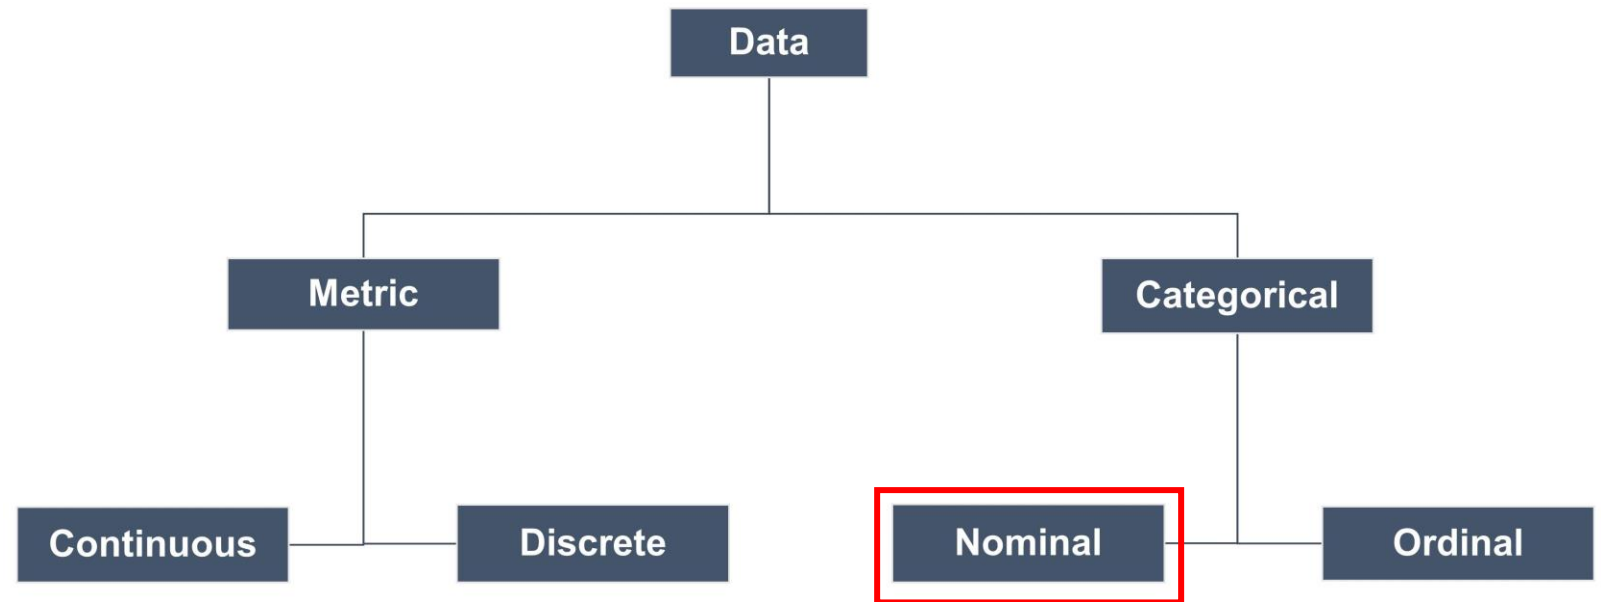 Data
Metric
Categorical
Continuous
Discrete
Nominal
Ordinal